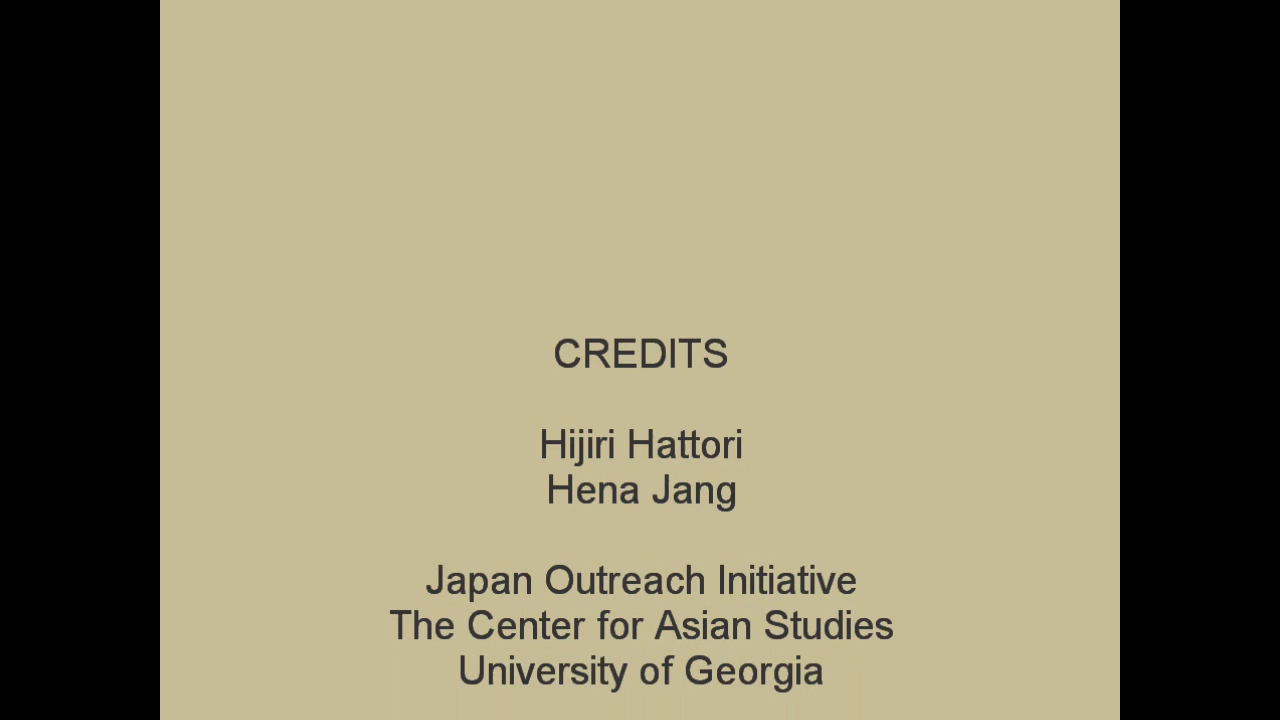 CREDITS
Hijiri Hattori
Hena Jang
Japan Outreach Initiative
The Center for Asian Studies
University of Georgia